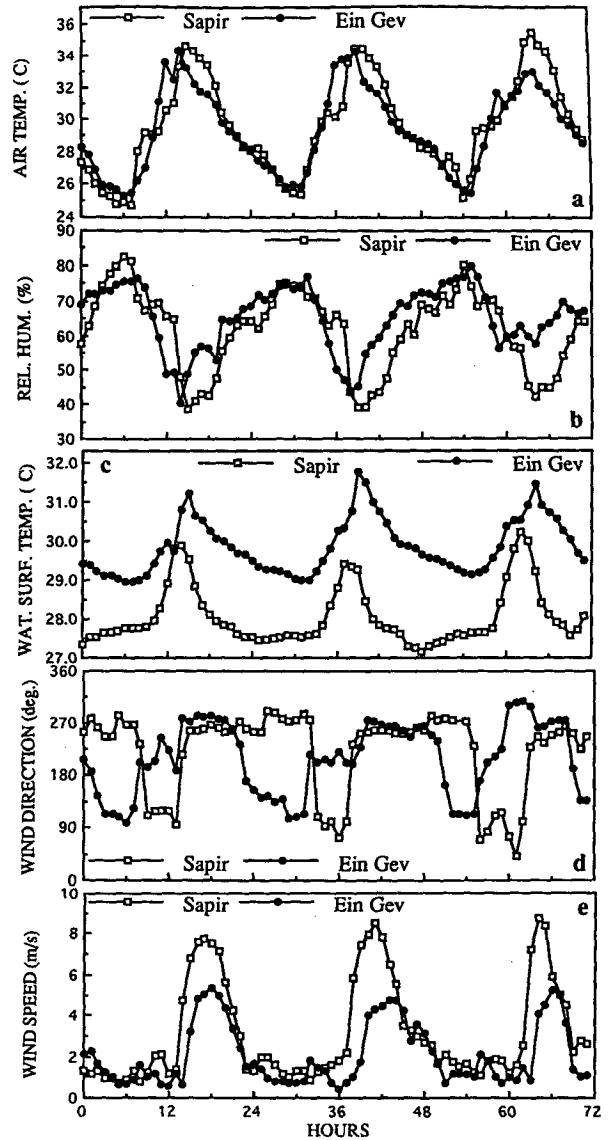 36
34
32
30
28
26
24
AIR TEMP. ( C )
Sapir
Ein Gev
a
90
80
70
60
50
40
30
REL. HUM. (%)
Sapir
Ein Gev
b
32.0
31.0
30.0
29.0
28.0
27.0
WAT. SURF. TEMP. ( C )
c
Sapir
Ein Gev
360
270
180
90
0
WIND DIRECTION (deg.)
Sapir
Ein Gev
d
10
8
6
4
2
0
WIND SPEED (m/s)
Sapir
Ein Gev
e
0 12 24 36 48 60 72
HOURS